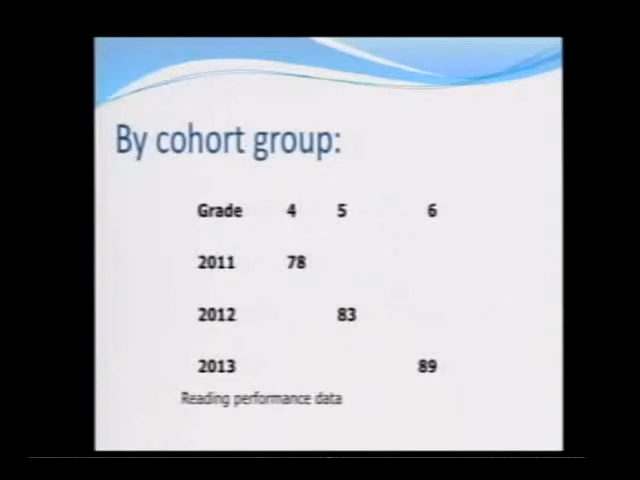 By cohort group:
Grade 4 5 6
2011 78
2012 83
2013 89
Reading performance data